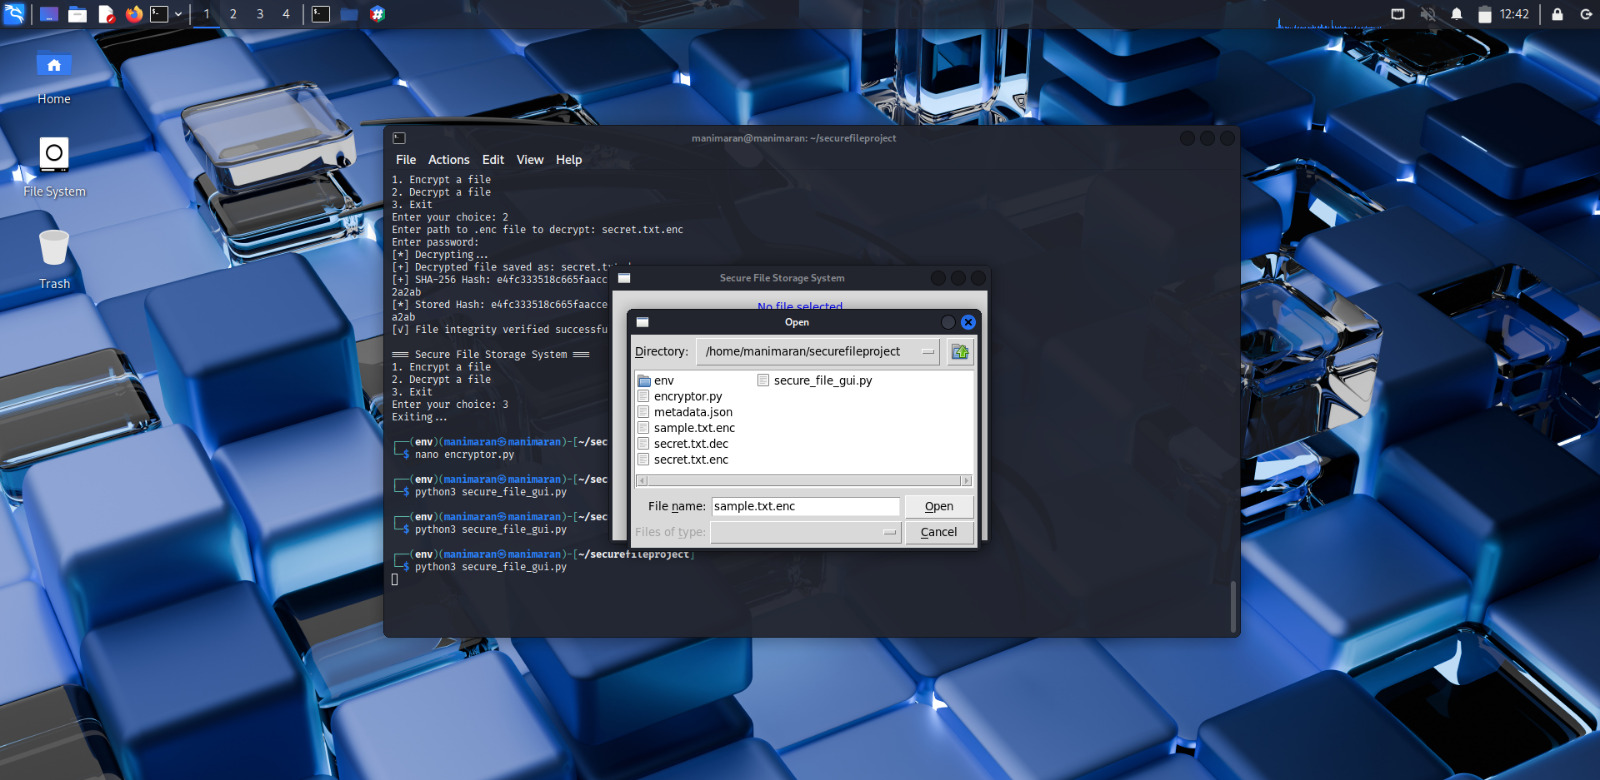 1 2 3 4
12:42
Home
File System
Trash
manimaran@manimaran: ~/securefileproject
File Actions Edit View Help
1. Encrypt a file
2. Decrypt a file
3. Exit
Enter your choice: 2
Enter path to .enc file to decrypt: secret.txt.enc
Enter password:
[*] Decrypting...
[+] Decrypted file saved as: secret.txt
[+] SHA-256 Hash: e4fc333518c665faacc
2a2ab
[*] Stored Hash: e4fc333518c665faacce
a2ab
[√] File integrity verified successfu
=== Secure File Storage System ===
1. Encrypt a file
2. Decrypt a file
3. Exit
Enter your choice: 3
Exiting...
┌──(env)(manimaran㉿manimaran)-[~/sec
└─$ nano encryptor.py
┌──(env)(manimaran㉿manimaran)-[~/sec
└─$ python3 secure_file_gui.py
┌──(env)(manimaran㉿manimaran)-[~/sec
└─$ python3 secure_file_gui.py
┌──(env)(manimaran㉿manimaran)-[~/securefileproject]
└─$ python3 secure_file_gui.py
Secure File Storage System
No file selected
Open
Directory: /home/manimaran/securefileproject
env
encryptor.py
metadata.json
sample.txt.enc
secret.txt.dec
secret.txt.enc
secure_file_gui.py
File name: sample.txt.enc Open
Files of type: Cancel